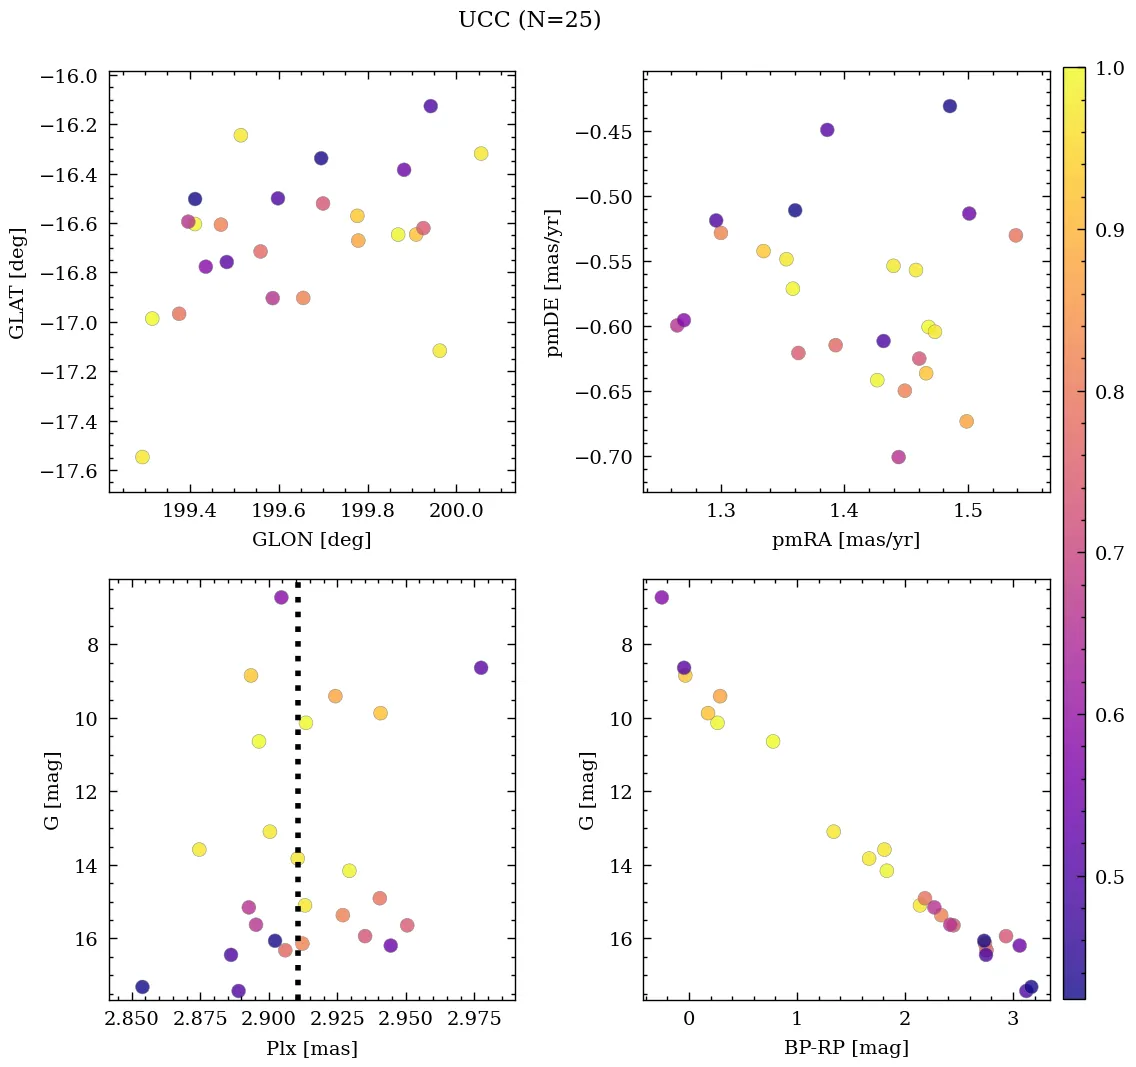 UCC (N=25)
−16.0
−16.2
−16.4
−16.6
−16.8
−17.0
−17.2
−17.4
−17.6
GLAT [deg]
199.4 199.6 199.8 200.0
GLON [deg]
−0.45
−0.50
−0.55
−0.60
−0.65
−0.70
pmDE [mas/yr]
1.3 1.4 1.5
pmRA [mas/yr]
8
10
12
14
16
G [mag]
2.850 2.875 2.900 2.925 2.950 2.975
Plx [mas]
8
10
12
14
16
G [mag]
0 1 2 3
BP-RP [mag]
1.0
0.9
0.8
0.7
0.6
0.5